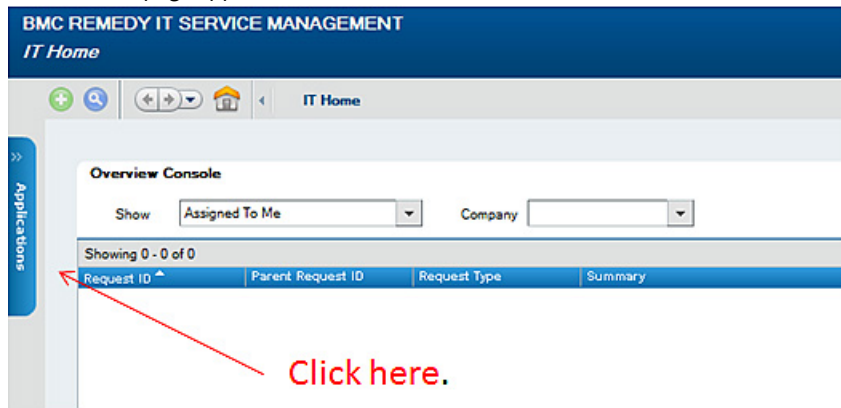 BMC REMEDY IT SERVICE MANAGEMENT
IT Home
IT Home
Applications
Overview Console
Show Assigned To Me Company
Showing 0 - 0 of 0
Request ID Parent Request ID Request Type Summary
Click here.